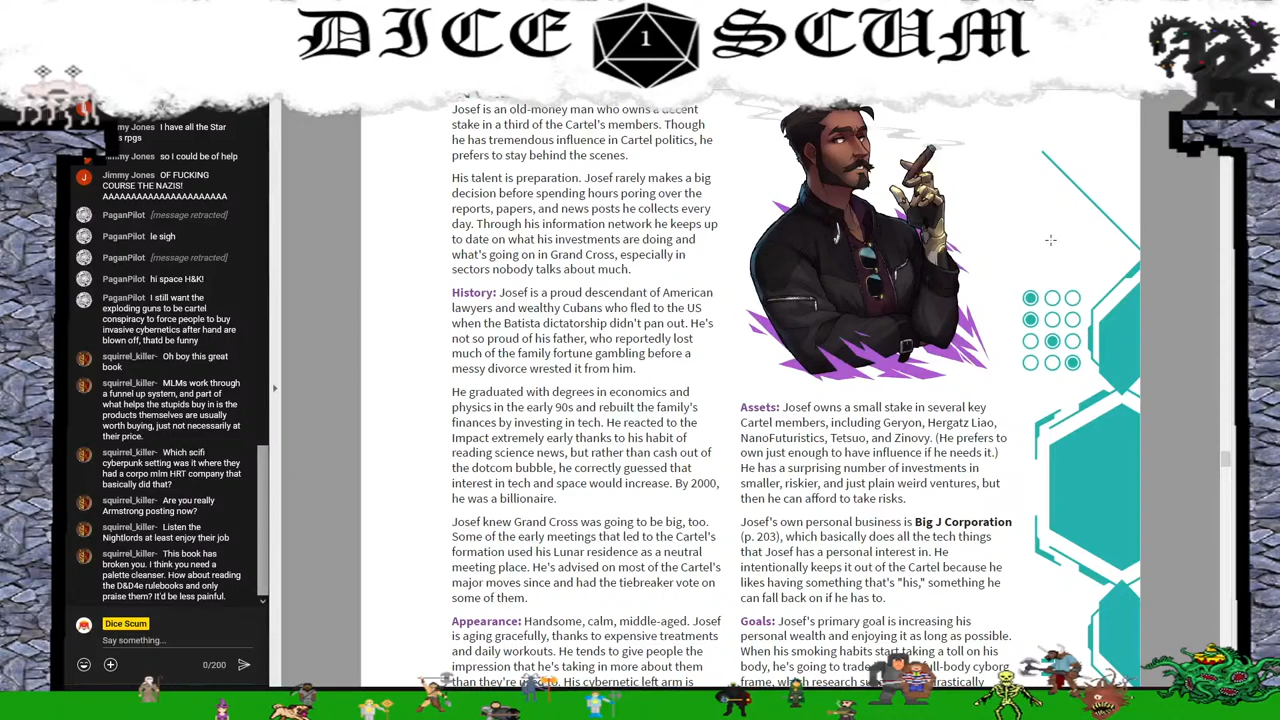 DICE 1 SCUM
my Jones I have all the Star
s rpgs
my Jones so I could be of help
Jimmy Jones OF FUCKING
COURSE THE NAZIS!
AAAAAAAAAAAAAAAAAAAAAA
PaganPilot [message retracted]
PaganPilot le sigh
PaganPilot [message retracted]
PaganPilot hi space H&K!
PaganPilot I still want the
exploding guns to be cartel
conspiracy to force people to buy
invasive cybernetics after hand are
blown off, thatd be funny
squirrel_killer- Oh boy this great
book
squirrel_killer- MLMs work through
a funnel up system, and part of
what helps the stupids buy in is the
products themselves are usually
worth buying, just not necessarily at
their price.
squirrel_killer- Which scifi
cyberpunk setting was it where they
had a corpo mlm HRT company that
basically did that?
squirrel_killer- Are you really
Armstrong posting now?
squirrel_killer- Listen the
Nightlords at least enjoy their job
squirrel_killer- This book has
broken you. I think you need a
palette cleanser. How about reading
the D&D4e rulebooks and only
praise them? It'd be less painful.
Dice Scum
Say something...
0/200
Josef is an old-money man who owns a decent
stake in a third of the Cartel's members. Though
he has tremendous influence in Cartel politics, he
prefers to stay behind the scenes.
His talent is preparation. Josef rarely makes a big
decision before spending hours poring over the
reports, papers, and news posts he collects every
day. Through his information network he keeps up
to date on what his investments are doing and
what's going on in Grand Cross, especially in
sectors nobody talks about much.
History: Josef is a proud descendant of American
lawyers and wealthy Cubans who fled to the US
when the Batista dictatorship didn't pan out. He's
not so proud of his father, who reportedly lost
much of the family fortune gambling before a
messy divorce wrested it from him.
He graduated with degrees in economics and
physics in the early 90s and rebuilt the family's
finances by investing in tech. He reacted to the
Impact extremely early thanks to his habit of
reading science news, but rather than cash out of
the dotcom bubble, he correctly guessed that
interest in tech and space would increase. By 2000,
he was a billionaire.
Josef knew Grand Cross was going to be big, too.
Some of the early meetings that led to the Cartel's
formation used his Lunar residence as a neutral
meeting place. He's advised on most of the Cartel's
major moves since and had the tiebreaker vote on
some of them.
Appearance: Handsome, calm, middle-aged. Josef
is aging gracefully, thanks to expensive treatments
and daily workouts. He tends to give people the
impression that he's taking in more about them
than they're to. His cybernetic left arm is
Assets: Josef owns a small stake in several key
Cartel members, including Geryon, Hergatz Liao,
NanoFuturistics, Tetsuo, and Zinovy. (He prefers to
own just enough to have influence if he needs it.)
He has a surprising number of investments in
smaller, riskier, and just plain weird ventures, but
then he can afford to take risks.
Josef's own personal business is Big J Corporation
(p. 203), which basically does all the tech things
that Josef has a personal interest in. He
intentionally keeps it out of the Cartel because he
likes having something that's "his," something he
can fall back on if he has to.
Goals: Josef's primary goal is increasing his
personal wealth and enjoying it as long as possible.
When his smoking habits start taking a toll on his
body, he's going to trade full-body cyborg
frame, which research